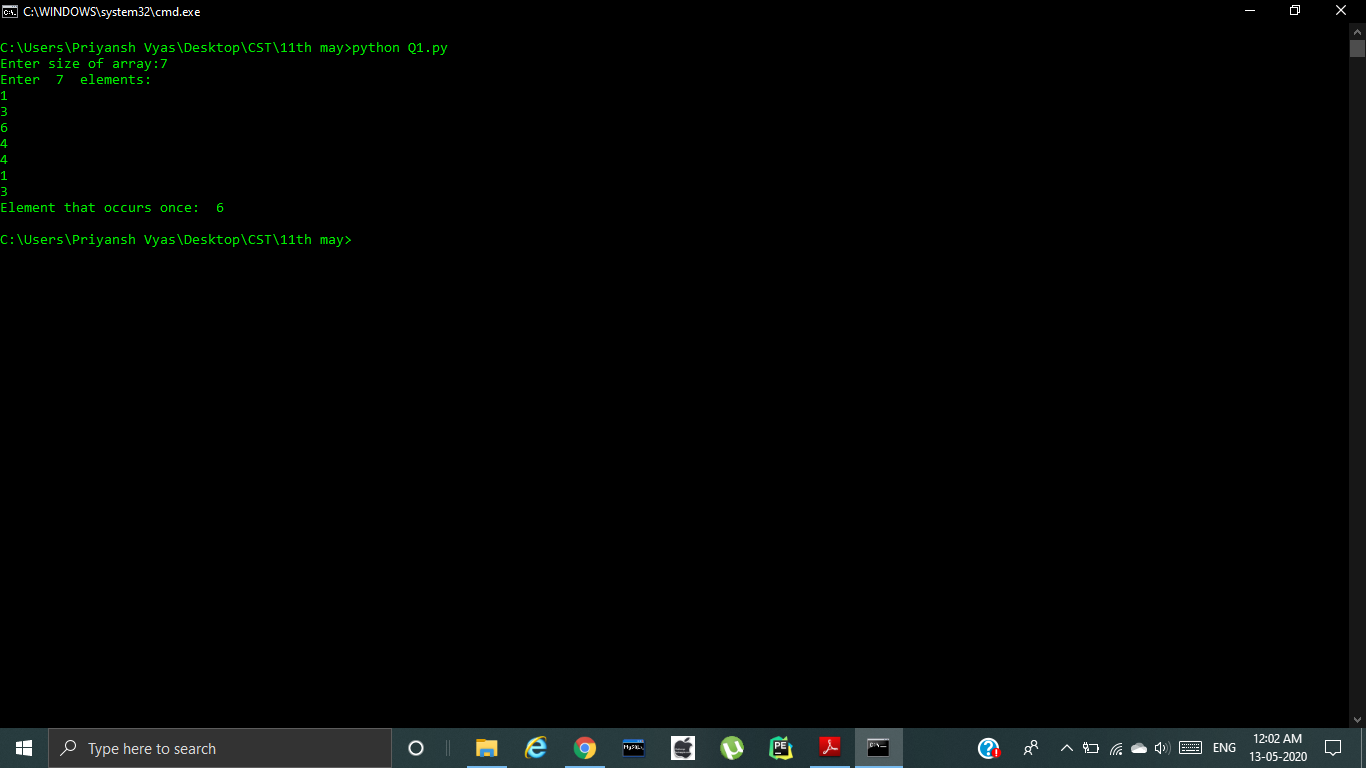 C:\WINDOWS\system32\cmd.exe
C:\Users\Priyansh Vyas\Desktop\CST\11th may>python Q1.py
Enter size of array:7
Enter  7  elements:
1
3
6
4
4
1
3
Element that occurs once:  6
C:\Users\Priyansh Vyas\Desktop\CST\11th may>
Type here to search
MySQL
PE
ENG
12:02 AM
13-05-2020